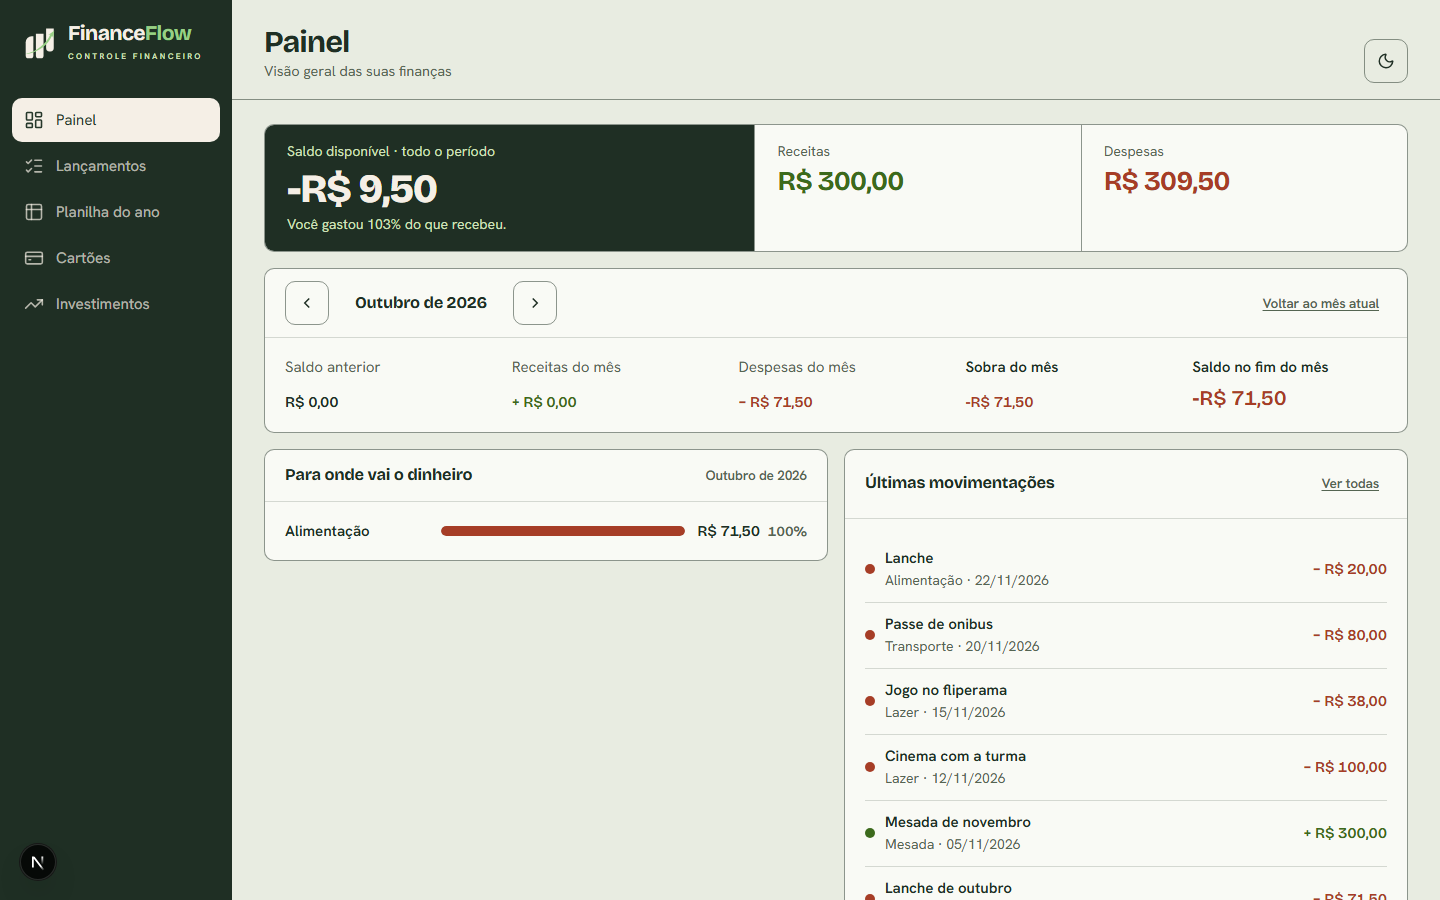 FinanceFlow
CONTROLE FINANCEIRO
Painel
Lançamentos
Planilha do ano
Cartões
Investimentos
N
Painel
Visão geral das suas finanças
Saldo disponível · todo o período
-R$ 9,50
Você gastou 103% do que recebeu.
Receitas
R$ 300,00
Despesas
R$ 309,50
Outubro de 2026
Voltar ao mês atual
Saldo anterior
R$ 0,00
Receitas do mês
+ R$ 0,00
Despesas do mês
− R$ 71,50
Sobra do mês
-R$ 71,50
Saldo no fim do mês
-R$ 71,50
Para onde vai o dinheiro
Outubro de 2026
Alimentação R$ 71,50 100%
Últimas movimentações
Ver todas
Lanche
Alimentação · 22/11/2026
− R$ 20,00
Passe de onibus
Transporte · 20/11/2026
− R$ 80,00
Jogo no fliperama
Lazer · 15/11/2026
− R$ 38,00
Cinema com a turma
Lazer · 12/11/2026
− R$ 100,00
Mesada de novembro
Mesada · 05/11/2026
+ R$ 300,00
Lanche de outubro
− R$ 71,50